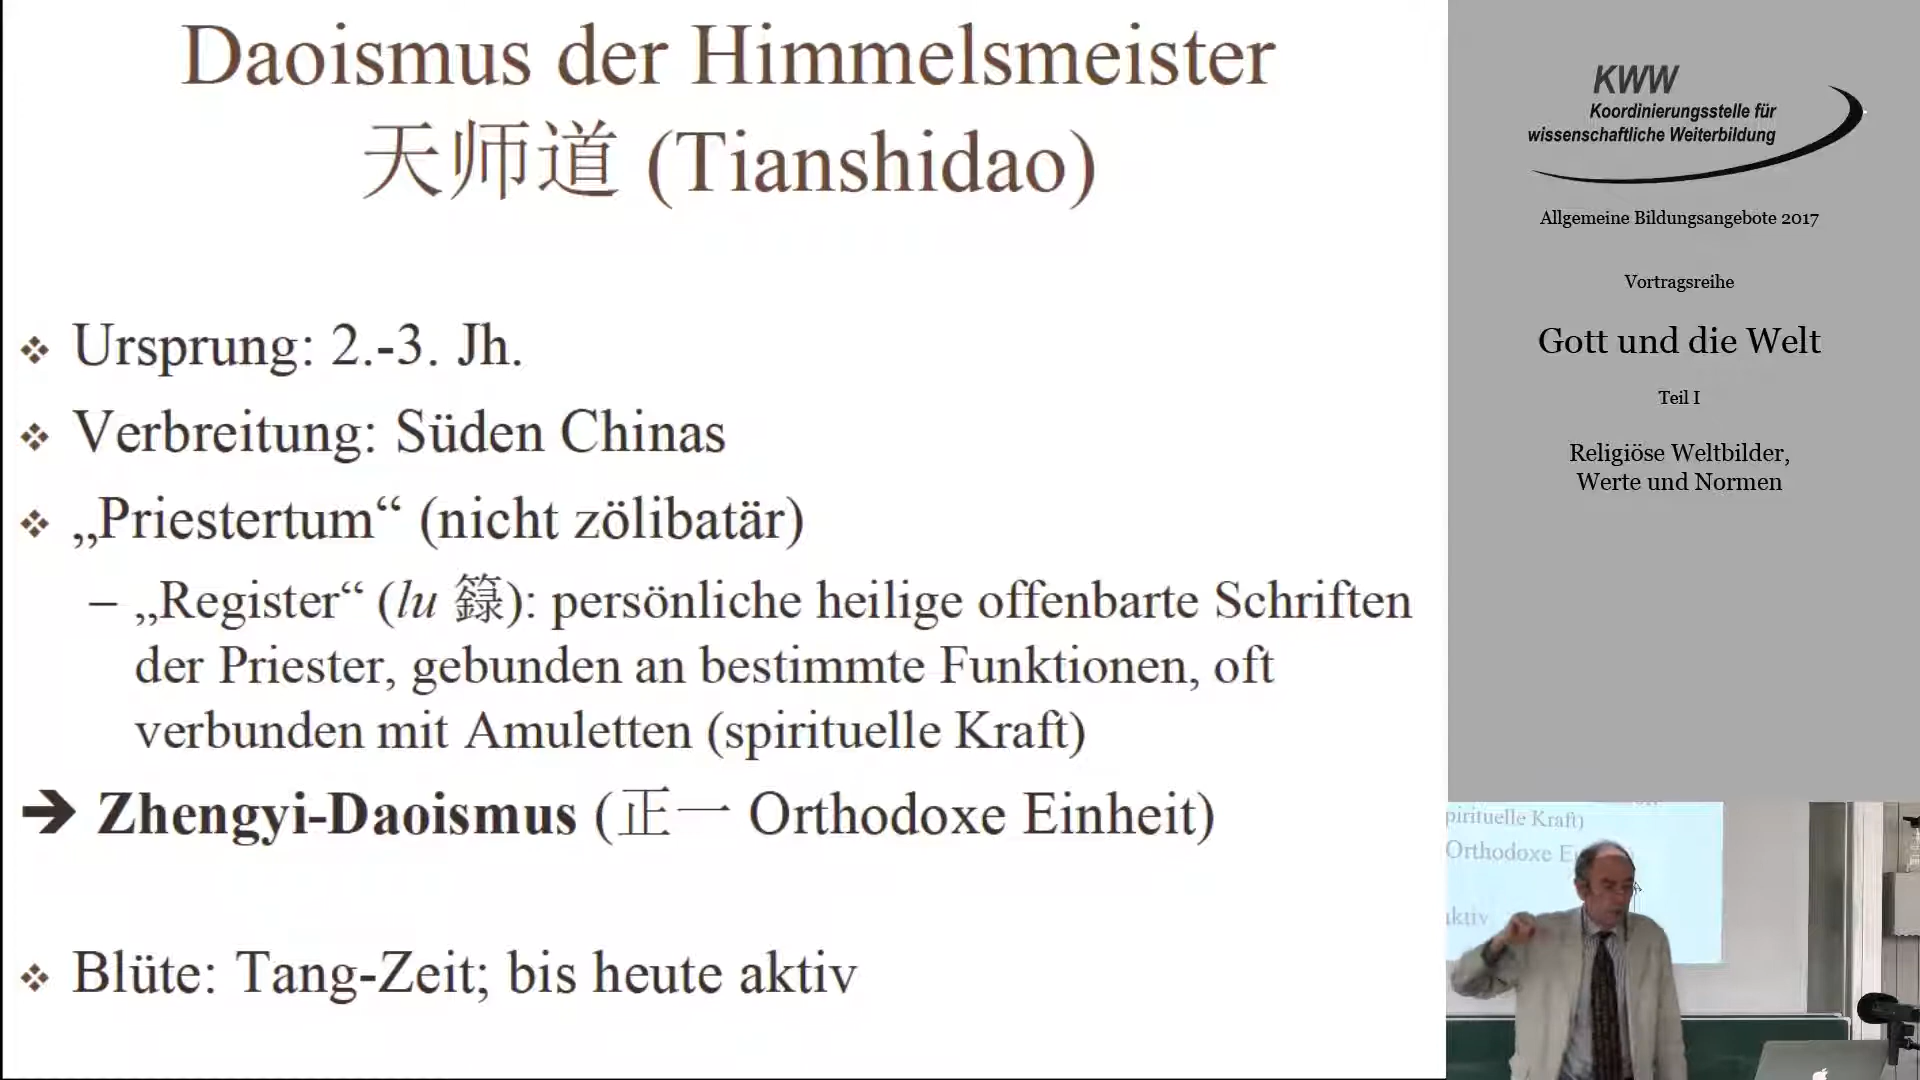 Daoismus der Himmelsmeister
天师道 (Tianshidao)
❖ Ursprung: 2.-3. Jh.
❖ Verbreitung: Süden Chinas
❖ „Priestertum“ (nicht zölibatär)
– „Register“ (lu 籙): persönliche heilige offenbarte Schriften
der Priester, gebunden an bestimmte Funktionen, oft
verbunden mit Amuletten (spirituelle Kraft)
➔ Zhengyi-Daoismus (正一 Orthodoxe Einheit)
❖ Blüte: Tang-Zeit; bis heute aktiv
KWW
Koordinierungsstelle für
wissenschaftliche Weiterbildung
Allgemeine Bildungsangebote 2017
Vortragsreihe
Gott und die Welt
Teil I
Religiöse Weltbilder,
Werte und Normen
pirituelle Kraft)
Orthodoxe E
aktiv